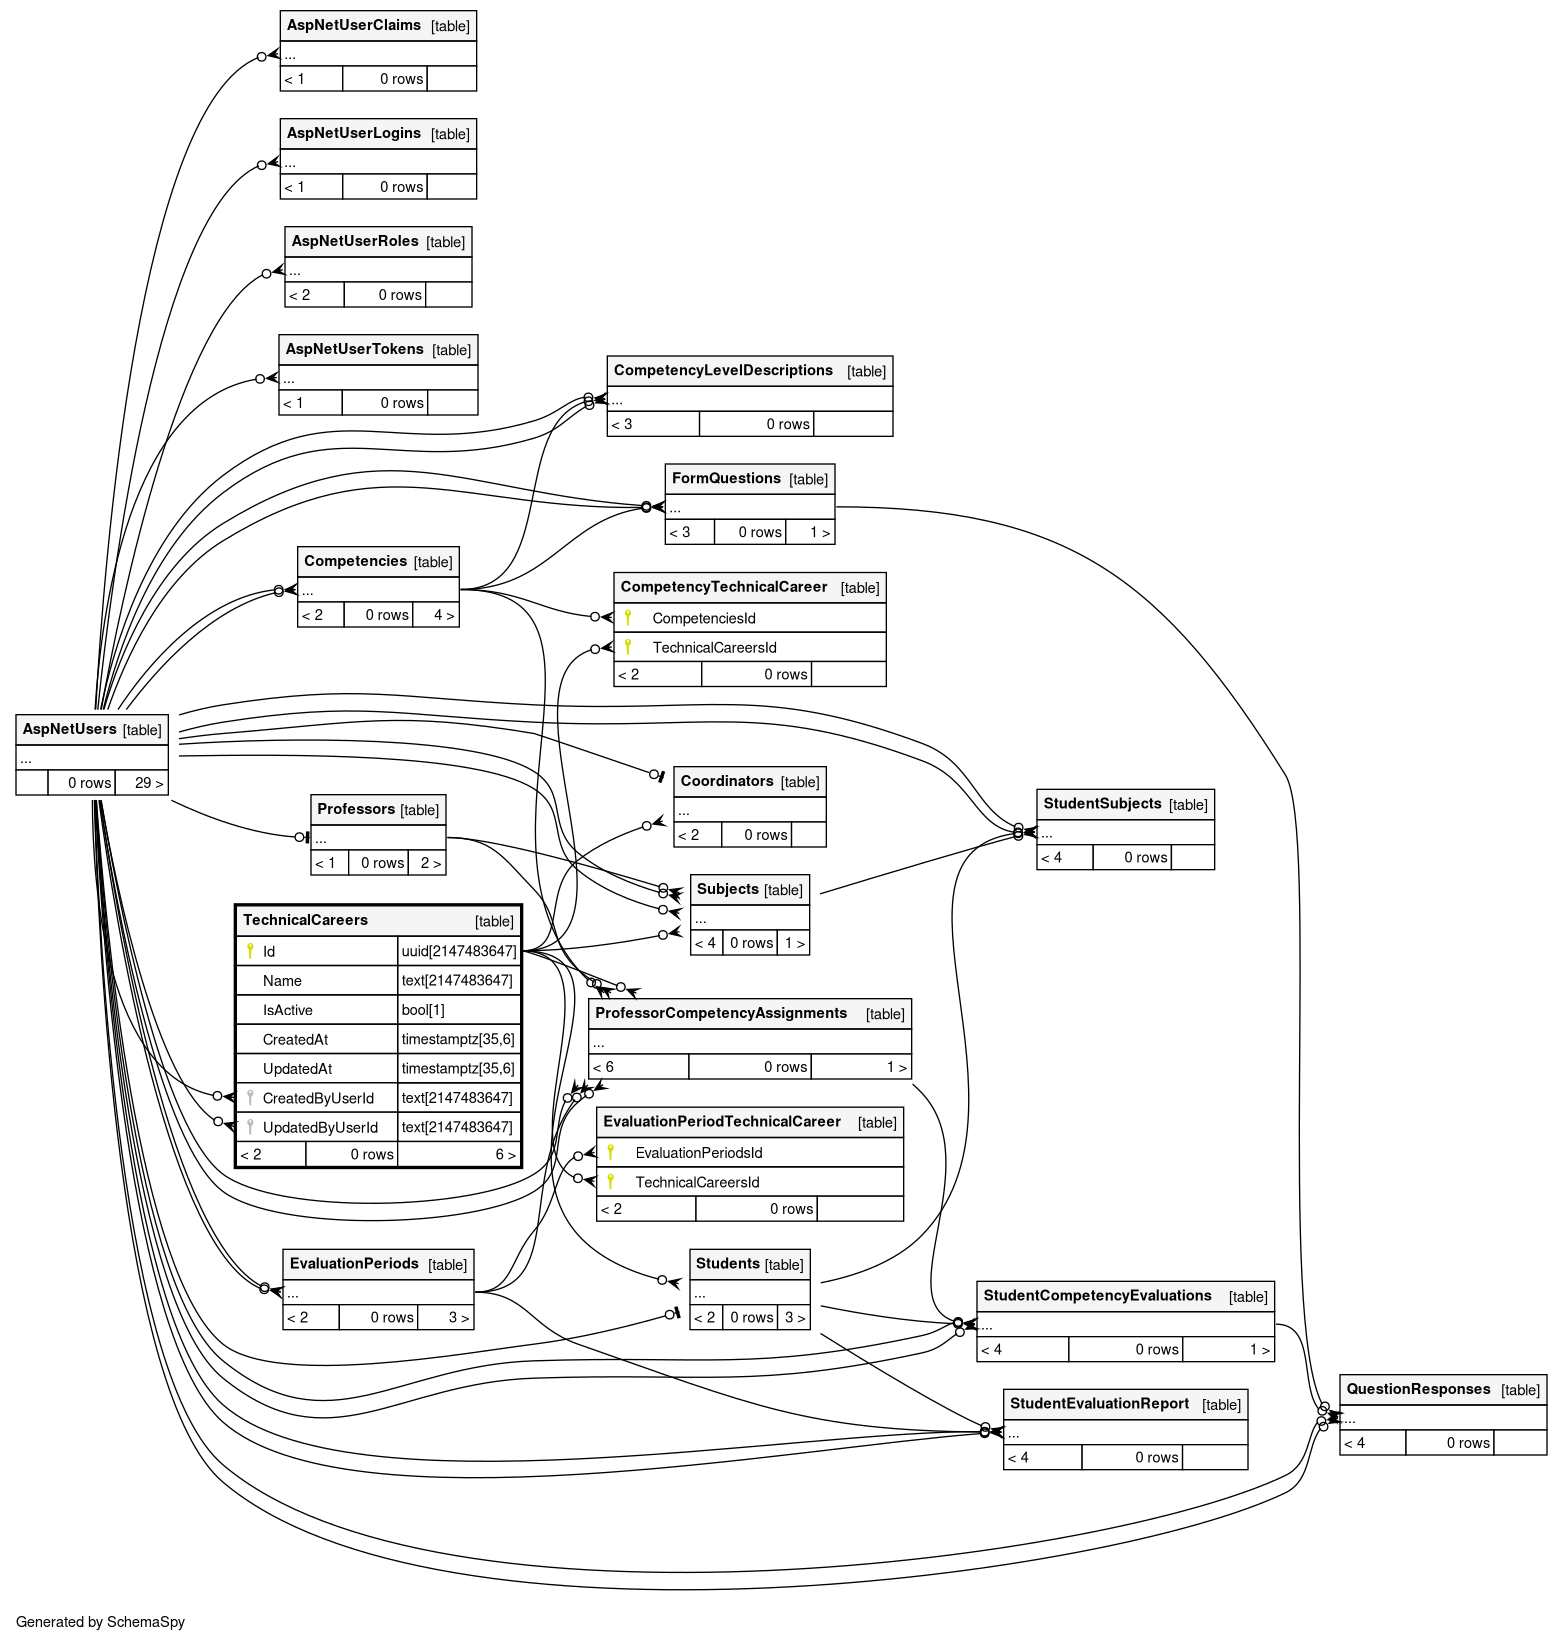 AspNetUserClaims [table]
...
< 1 0 rows
AspNetUserLogins [table]
...
< 1 0 rows
AspNetUserRoles [table]
...
< 2 0 rows
AspNetUserTokens [table]
...
< 1 0 rows
CompetencyLevelDescriptions [table]
...
< 3 0 rows
FormQuestions [table]
...
< 3 0 rows 1 >
Competencies [table]
...
< 2 0 rows 4 >
CompetencyTechnicalCareer [table]
CompetenciesId
TechnicalCareersId
< 2 0 rows
AspNetUsers [table]
...
0 rows 29 >
Coordinators [table]
...
< 2 0 rows
Professors [table]
...
< 1 0 rows 2 >
StudentSubjects [table]
...
< 4 0 rows
Subjects [table]
...
< 4 0 rows 1 >
TechnicalCareers [table]
Id uuid[2147483647]
Name text[2147483647]
IsActive bool[1]
CreatedAt timestamptz[35,6]
UpdatedAt timestamptz[35,6]
CreatedByUserId text[2147483647]
UpdatedByUserId text[2147483647]
< 2 0 rows 6 >
ProfessorCompetencyAssignments [table]
...
< 6 0 rows 1 >
EvaluationPeriodTechnicalCareer [table]
EvaluationPeriodsId
TechnicalCareersId
< 2 0 rows
EvaluationPeriods [table]
...
< 2 0 rows 3 >
Students [table]
...
< 2 0 rows 3 >
StudentCompetencyEvaluations [table]
...
< 4 0 rows 1 >
StudentEvaluationReport [table]
...
< 4 0 rows
QuestionResponses [table]
...
< 4 0 rows
Generated by SchemaSpy